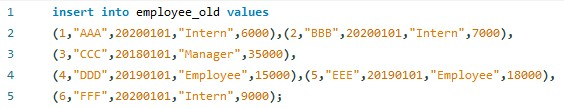 1 insert into employee_old values
2 (1,"AAA",20200101,"Intern",6000),(2,"BBB",20200101,"Intern",7000),
3 (3,"CCC",20180101,"Manager",35000),
4 (4,"DDD",20190101,"Employee",15000),(5,"EEE",20190101,"Employee",18000),
5 (6,"FFF",20200101,"Intern",9000);